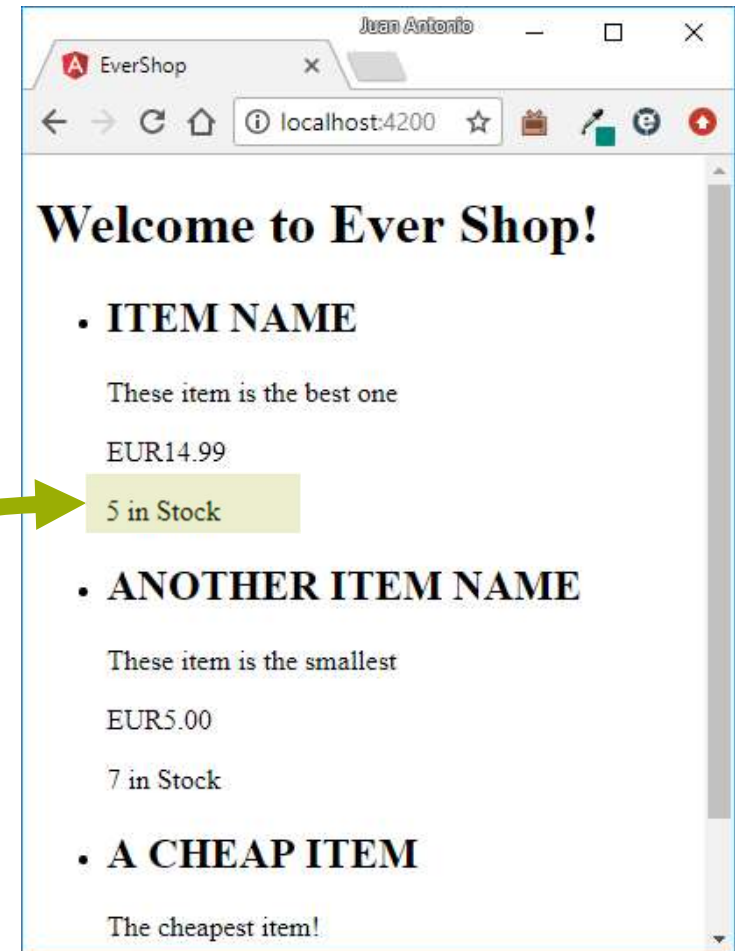 Juan Antonio
EverShop
localhost:4200
Welcome to Ever Shop!
ITEM NAME
These item is the best one
EUR14.99
5 in Stock
ANOTHER ITEM NAME
These item is the smallest
EUR5.00
7 in Stock
A CHEAP ITEM
The cheapest item!